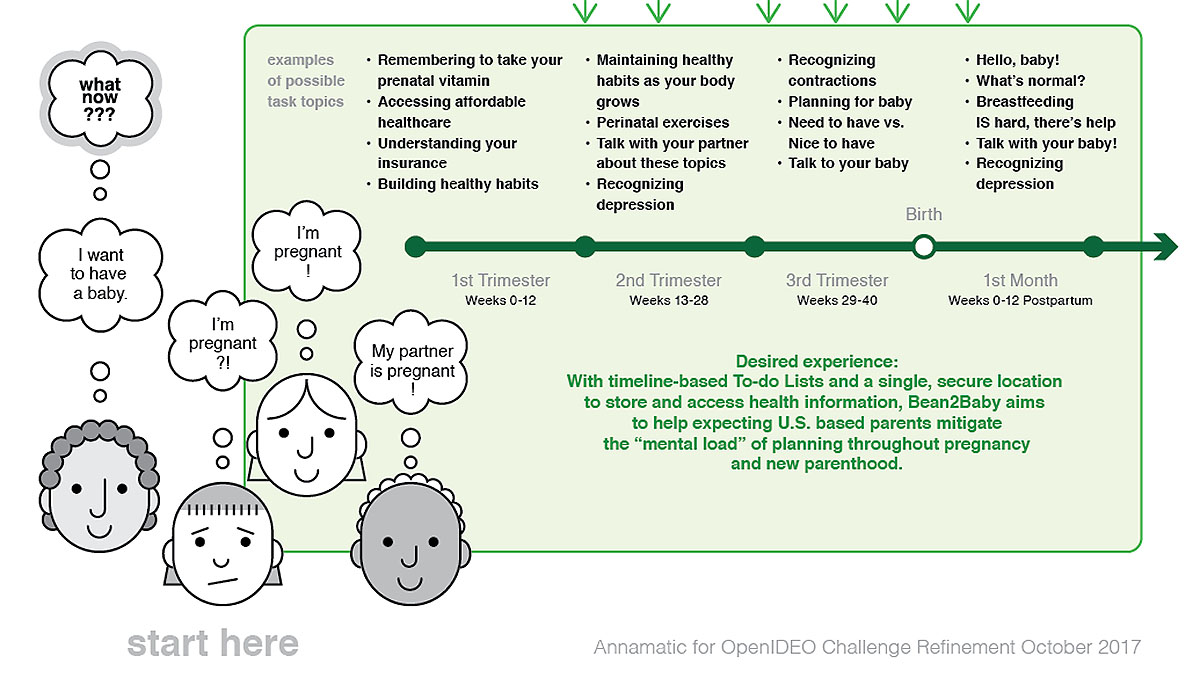 what
now
???
I want
to have
a baby.
I'm
pregnant
?!
I'm
pregnant
!
My partner
is pregnant
!
start here
examples
of possible
task topics
• Remembering to take your
prenatal vitamin
• Accessing affordable
healthcare
• Understanding your
insurance
• Building healthy habits
• Maintaining healthy
habits as your body
grows
• Perinatal exercises
• Talk with your partner
about these topics
• Recognizing
depression
• Recognizing
contractions
• Planning for baby
• Need to have vs.
Nice to have
• Talk to your baby
• Hello, baby!
• What's normal?
• Breastfeeding
IS hard, there's help
• Talk with your baby!
• Recognizing
depression
Birth
1st Trimester
Weeks 0-12
2nd Trimester
Weeks 13-28
3rd Trimester
Weeks 29-40
1st Month
Weeks 0-12 Postpartum
Desired experience:
With timeline-based To-do Lists and a single, secure location
to store and access health information, Bean2Baby aims
to help expecting U.S. based parents mitigate
the “mental load” of planning throughout pregnancy
and new parenthood.
Annamatic for OpenIDEO Challenge Refinement October 2017